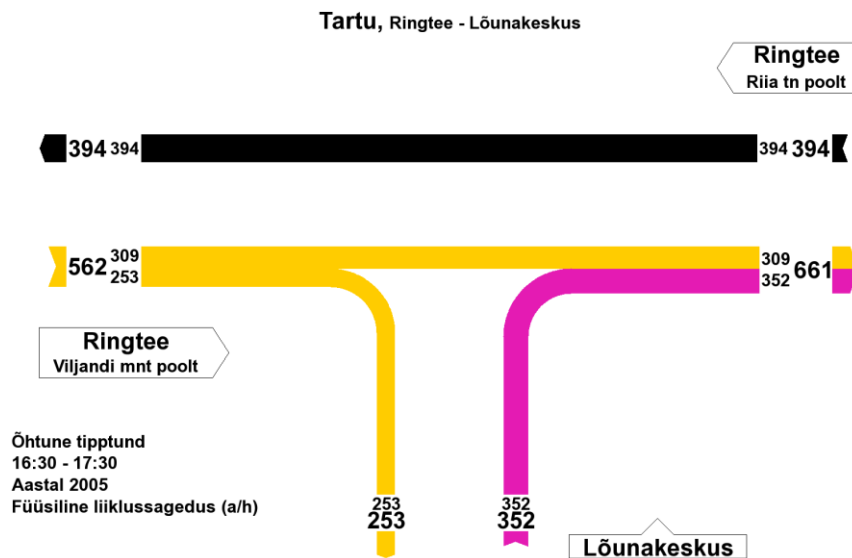 Tartu, Ringtee - Lõunakeskus
Ringtee
Riia tn poolt
394 394
394 394
562
309
253
309
352
661
Ringtee
Viljandi mnt poolt
Õhtune tipptund
16:30 - 17:30
Aastal 2005
Füüsiline liiklussagedus (a/h)
253
253
352
352
Lõunakeskus